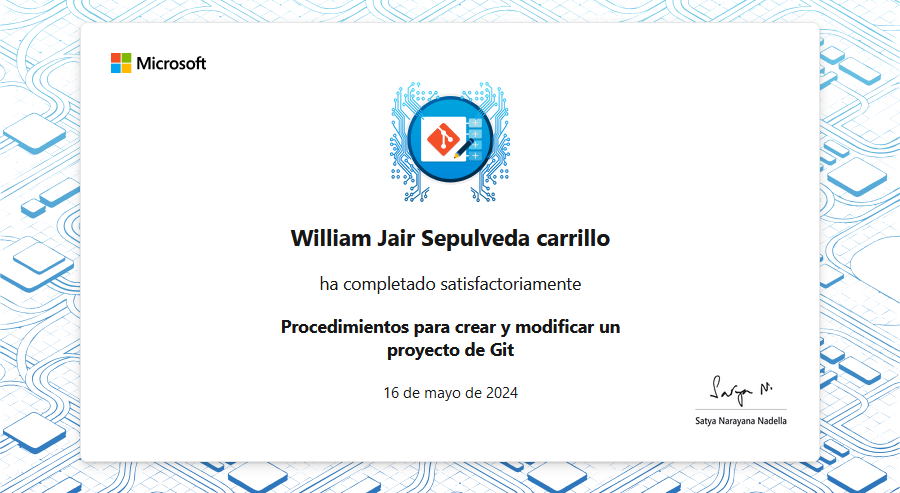 Microsoft
William Jair Sepulveda carrillo
ha completado satisfactoriamente
Procedimientos para crear y modificar un
proyecto de Git
16 de mayo de 2024
Satya N.
Satya Narayana Nadella